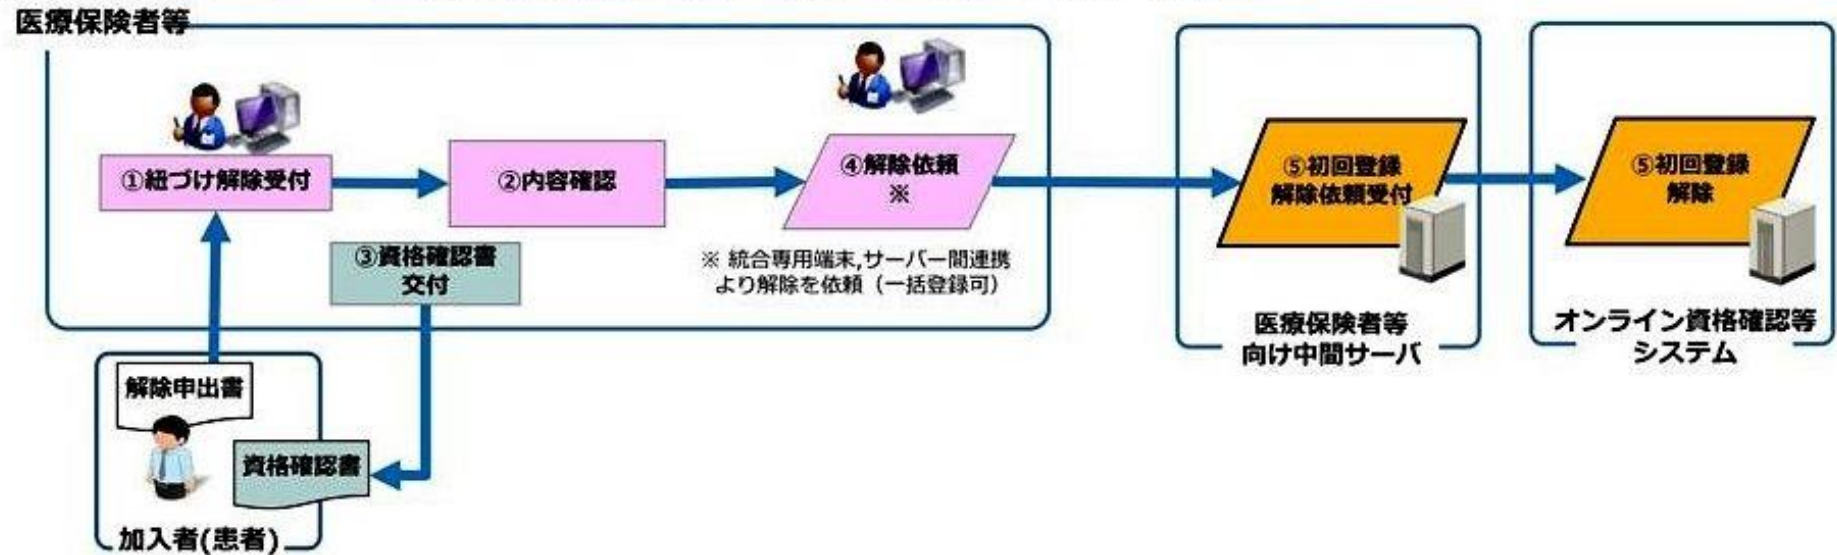 医療保険者等
①紐づけ解除受付
②内容確認
④解除依頼
※
⑤初回登録
解除依頼受付
⑤初回登録
解除
③資格確認書
交付
※ 統合専用端末,サーバー間連携
より解除を依頼（一括登録可）
医療保険者等
向け中間サーバ
オンライン資格確認等
システム
解除申出書
資格確認書
加入者(患者)